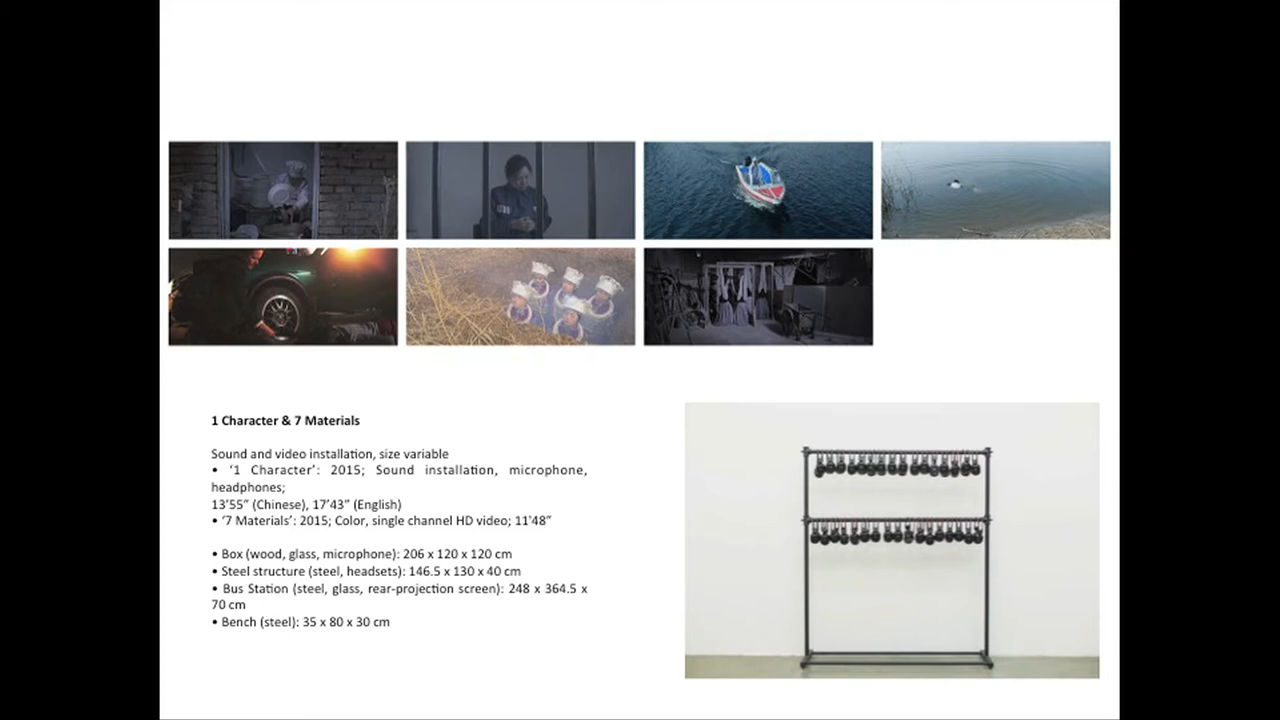 1 Character & 7 Materials
Sound and video installation, size variable
• ‘1 Character’: 2015; Sound installation, microphone,
headphones;
13’55” (Chinese), 17’43” (English)
• ‘7 Materials’: 2015; Color, single channel HD video; 11’48”
• Box (wood, glass, microphone): 206 x 120 x 120 cm
• Steel structure (steel, headsets): 146.5 x 130 x 40 cm
• Bus Station (steel, glass, rear-projection screen): 248 x 364.5 x
70 cm
• Bench (steel): 35 x 80 x 30 cm